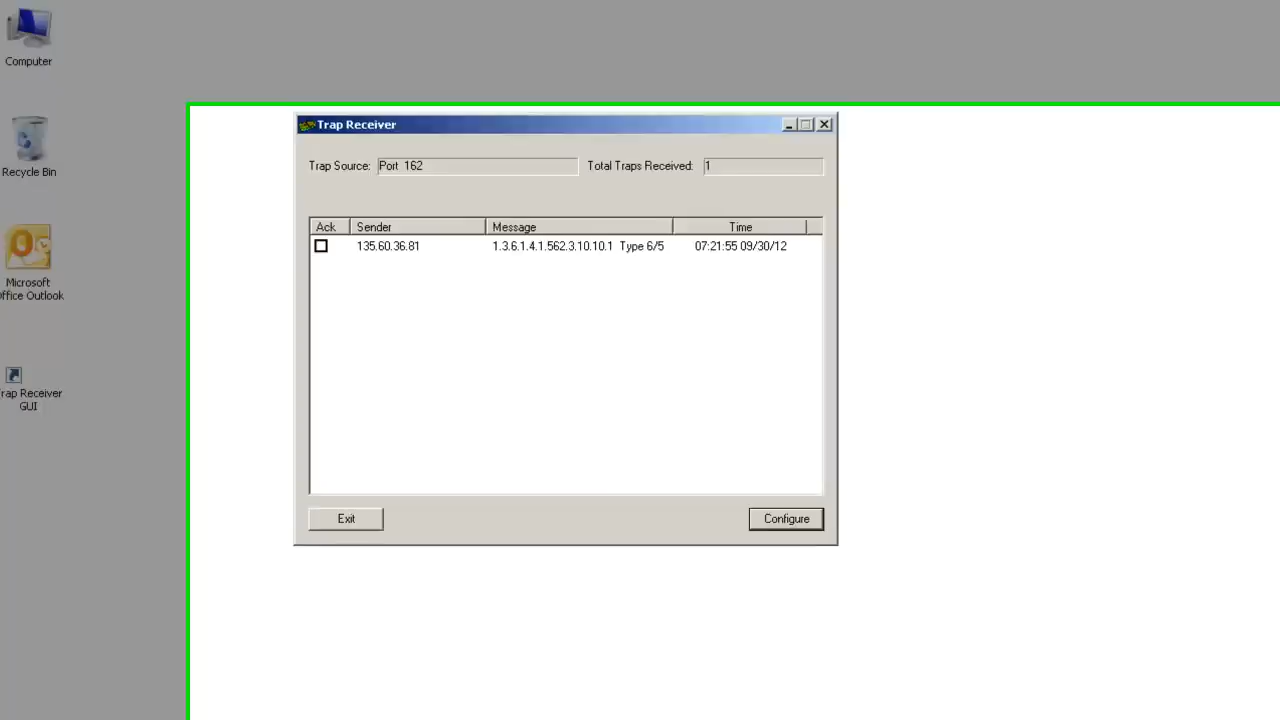 Computer
Recycle Bin
Microsoft
ffice Outlook
rap Receiver
GUI
Trap Receiver
Trap Source: Port 162 Total Traps Received: 1
Ack Sender Message Time
135.60.36.81 1.3.6.1.4.1.562.3.10.10.1 Type 6/5 07:21:55 09/30/12
Exit Configure